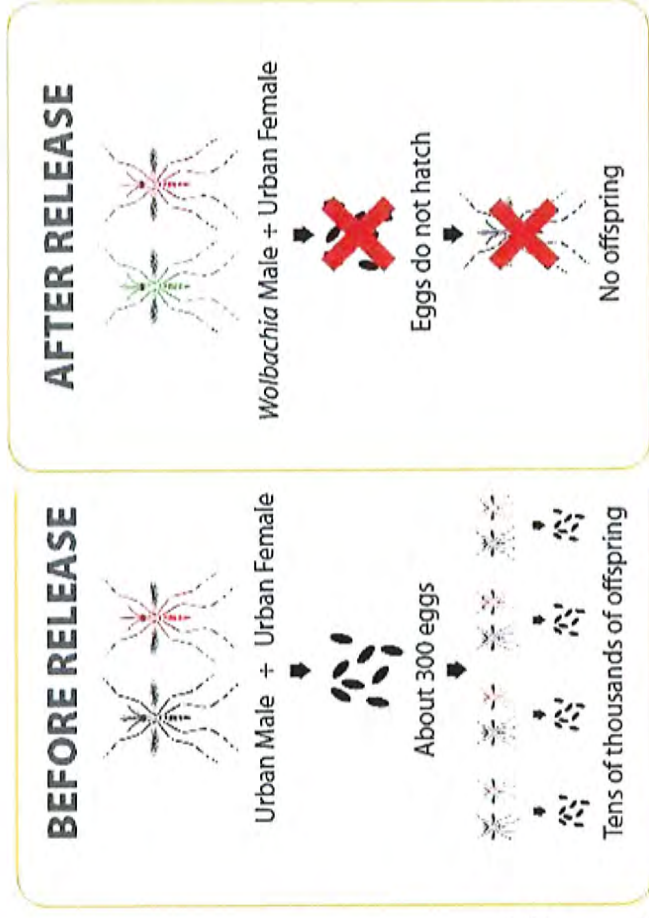 BEFORE RELEASE
Urban Male + Urban Female
About 300 eggs
Tens of thousands of offspring
AFTER RELEASE
Wolbachia Male + Urban Female
Eggs do not hatch
No offspring